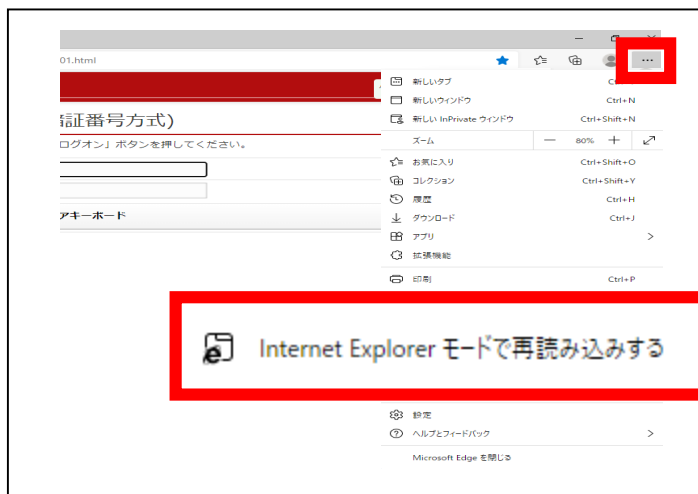 01.html
証番号方式)
ログオン」ボタンを押してください。
アキーボード
新しいタブ
新しいウィンドウ Ctrl+N
新しい InPrivate ウィンドウ Ctrl+Shift+N
ズーム — 80% +
お気に入り Ctrl+Shift+O
コレクション Ctrl+Shift+Y
履歴 Ctrl+H
ダウンロード Ctrl+J
アプリ >
拡張機能
印刷 Ctrl+P
Internet Explorer モードで再読み込みする
設定
ヘルプとフィードバック >
Microsoft Edge を閉じる